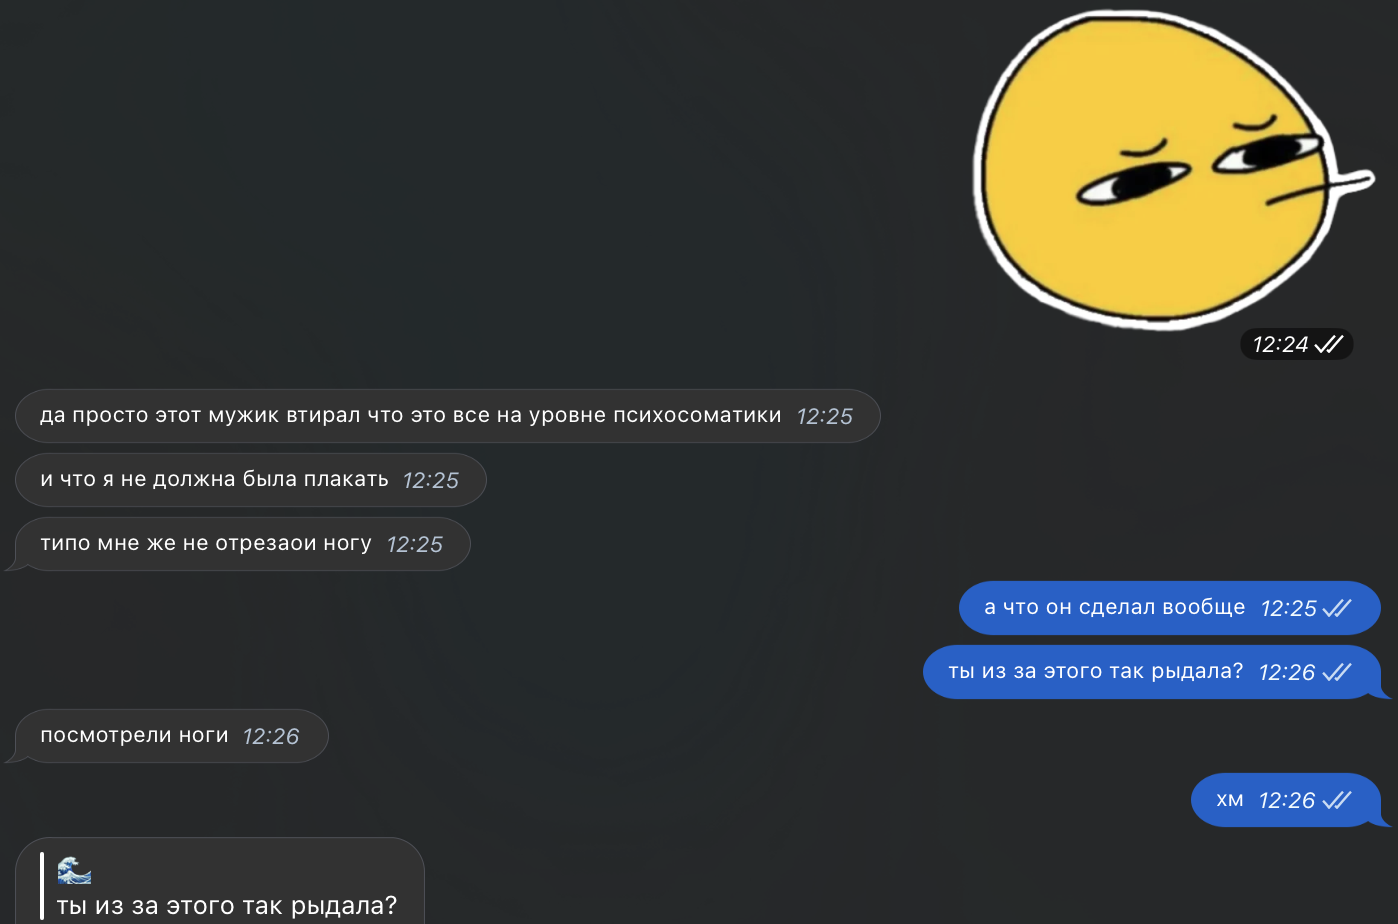 12:24
да просто этот мужик втирал что это все на уровне психосоматики 12:25
и что я не должна была плакать 12:25
типо мне же не отрезаои ногу 12:25
а что он сделал вообще 12:25
ты из за этого так рыдала? 12:26
посмотрели ноги 12:26
хм 12:26
ты из за этого так рыдала?